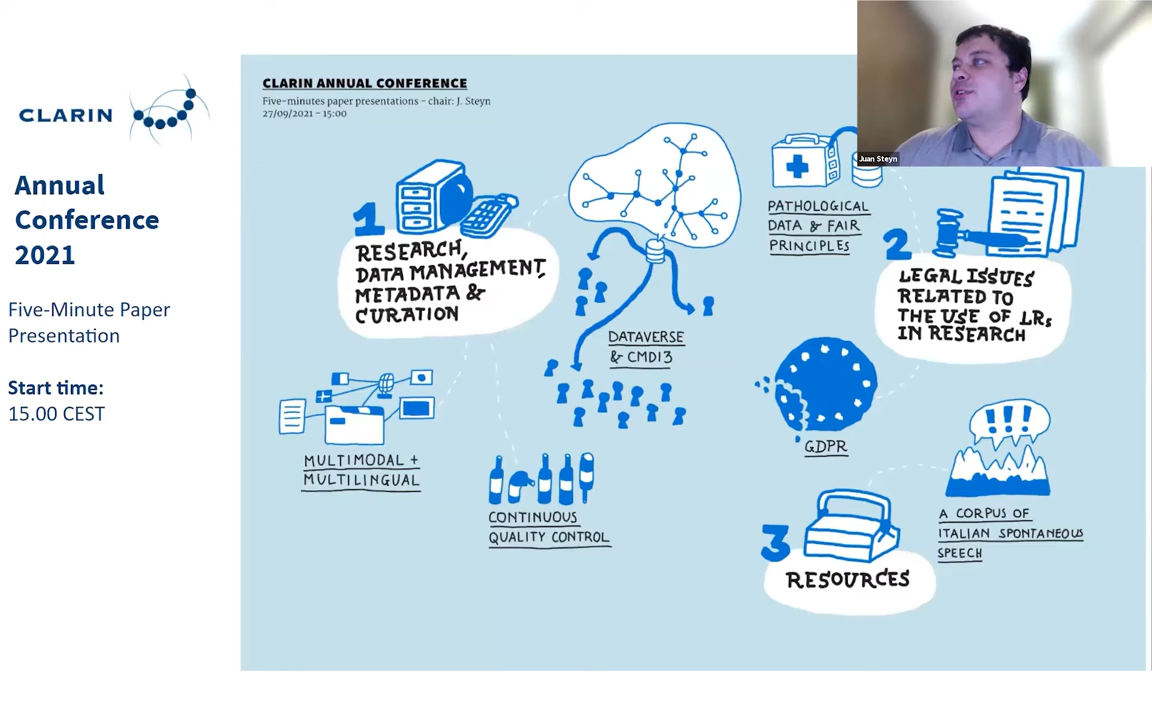 CLARIN
Annual
Conference
2021
Five-Minute Paper
Presentation
Start time:
15.00 CEST
CLARIN ANNUAL CONFERENCE
Five-minutes paper presentations – chair: J. Steyn
27/09/2021 – 15:00
1
RESEARCH,
DATA MANAGEMENT,
METADATA &
CURATION
DATAVERSE
& CMDI3
MULTIMODAL +
MULTILINGUAL
CONTINUOUS
QUALITY CONTROL
Juan Steyn
PATHOLOGICAL
DATA & FAIR
PRINCIPLES
2
LEGAL ISSUES
RELATED TO
THE USE OF LRs
IN RESEARCH
GDPR
!!!
A CORPUS OF
ITALIAN SPONTANEOUS
SPEECH
3
RESOURCES